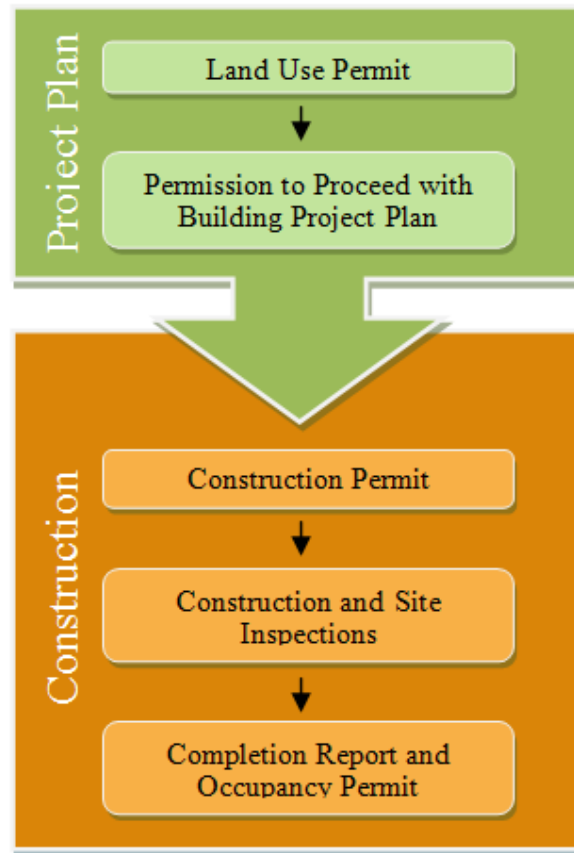 Project Plan
Land Use Permit
Permission to Proceed with
Building Project Plan
Construction
Construction Permit
Construction and Site
Inspections
Completion Report and
Occupancy Permit